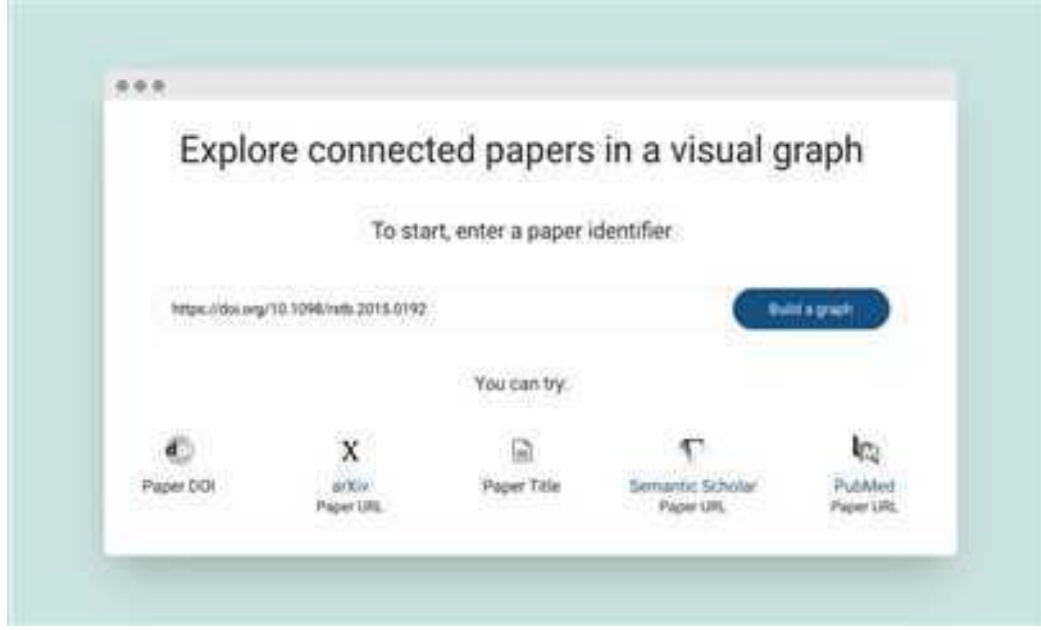 Explore connected papers in a visual graph
To start, enter a paper identifier
https://doi.org/10.1098/rstb.2015.0192
Build a graph
You can try:
Paper DOI
arXiv
Paper URL
Paper Title
Semantic Scholar
Paper URL
PubMed
Paper URL